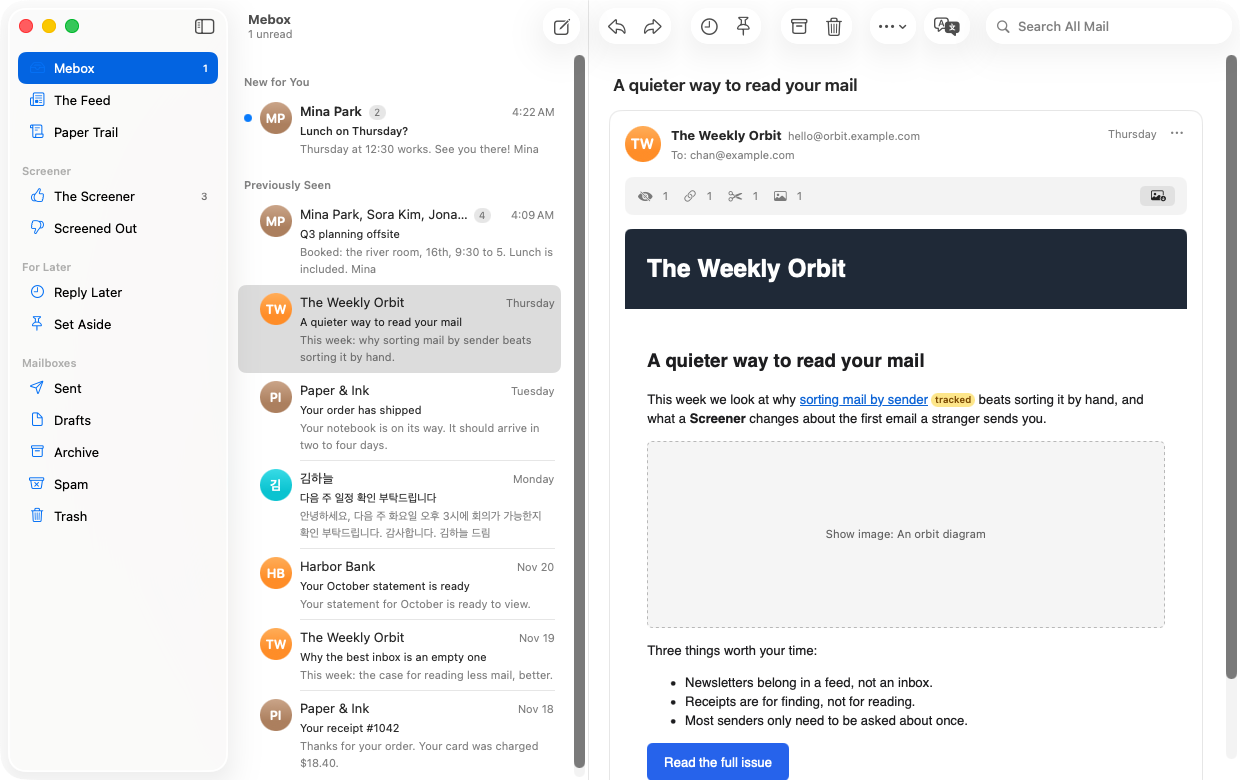 Mebox
1
The Feed
Paper Trail
Screener
The Screener
3
Screened Out
For Later
Reply Later
Set Aside
Mailboxes
Sent
Drafts
Archive
Spam
Trash
Mebox
1 unread
New for You
MP
Mina Park 2 4:22 AM
Lunch on Thursday?
Thursday at 12:30 works. See you there! Mina
Previously Seen
MP
Mina Park, Sora Kim, Jona... 4 4:09 AM
Q3 planning offsite
Booked: the river room, 16th, 9:30 to 5. Lunch is
included. Mina
TW
The Weekly Orbit Thursday
A quieter way to read your mail
This week: why sorting mail by sender beats
sorting it by hand.
PI
Paper & Ink Tuesday
Your order has shipped
Your notebook is on its way. It should arrive in
two to four days.
김
김하늘 Monday
다음 주 일정 확인 부탁드립니다
안녕하세요, 다음 주 화요일 오후 3시에 회의가 가능한지
확인 부탁드립니다. 감사합니다. 김하늘 드림
HB
Harbor Bank Nov 20
Your October statement is ready
Your statement for October is ready to view.
TW
The Weekly Orbit Nov 19
Why the best inbox is an empty one
This week: the case for reading less mail, better.
PI
Paper & Ink Nov 18
Your receipt #1042
Thanks for your order. Your card was charged
$18.40.
Search All Mail
A quieter way to read your mail
TW
The Weekly Orbit hello@orbit.example.com Thursday
To: chan@example.com
1 1 1 1
The Weekly Orbit
A quieter way to read your mail
This week we look at why sorting mail by sender tracked beats sorting it by hand, and
what a Screener changes about the first email a stranger sends you.
Show image: An orbit diagram
Three things worth your time:
• Newsletters belong in a feed, not an inbox.
• Receipts are for finding, not for reading.
• Most senders only need to be asked about once.
Read the full issue